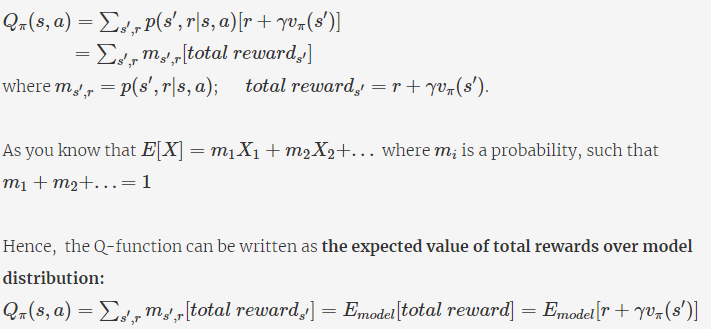 Qπ(s, a) = ∑s′,r p(s′, r|s, a)[r + γvπ(s′)]
= ∑s′,r ms′,r[total rewards′]
where ms′,r = p(s′, r|s, a); total rewards′ = r + γvπ(s′).
As you know that E[X] = m1X1 + m2X2+... where mi is a probability, such that
m1 + m2+...= 1
Hence, the Q-function can be written as the expected value of total rewards over model
distribution:
Qπ(s, a) = ∑s′,r ms′,r[total rewards′] = Emodel[total reward] = Emodel[r + γvπ(s′)]